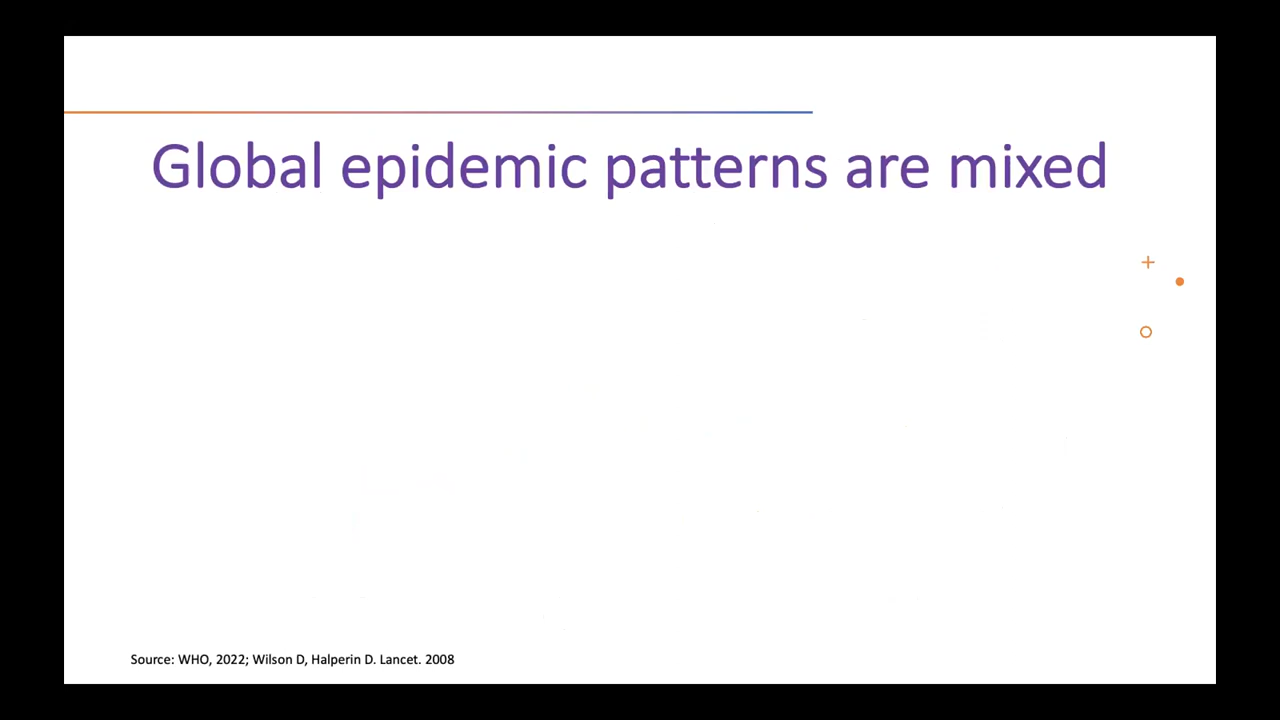 Global epidemic patterns are mixed
Source: WHO, 2022; Wilson D, Halperin D. Lancet. 2008